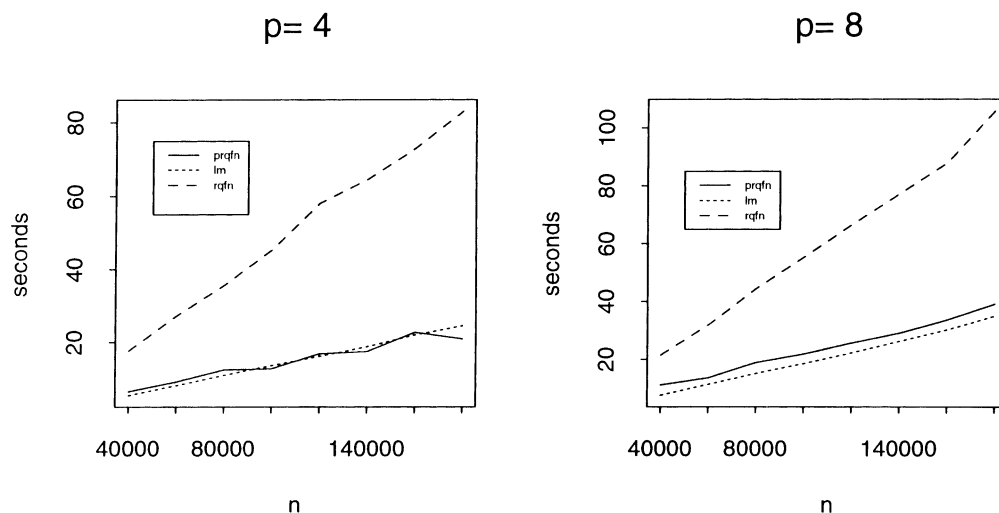 p= 4
seconds
80
60
40
20
prqfn
lm
rqfn
40000 80000 140000
n
p= 8
seconds
100
80
60
40
20
prqfn
lm
rqfn
40000 80000 140000
n